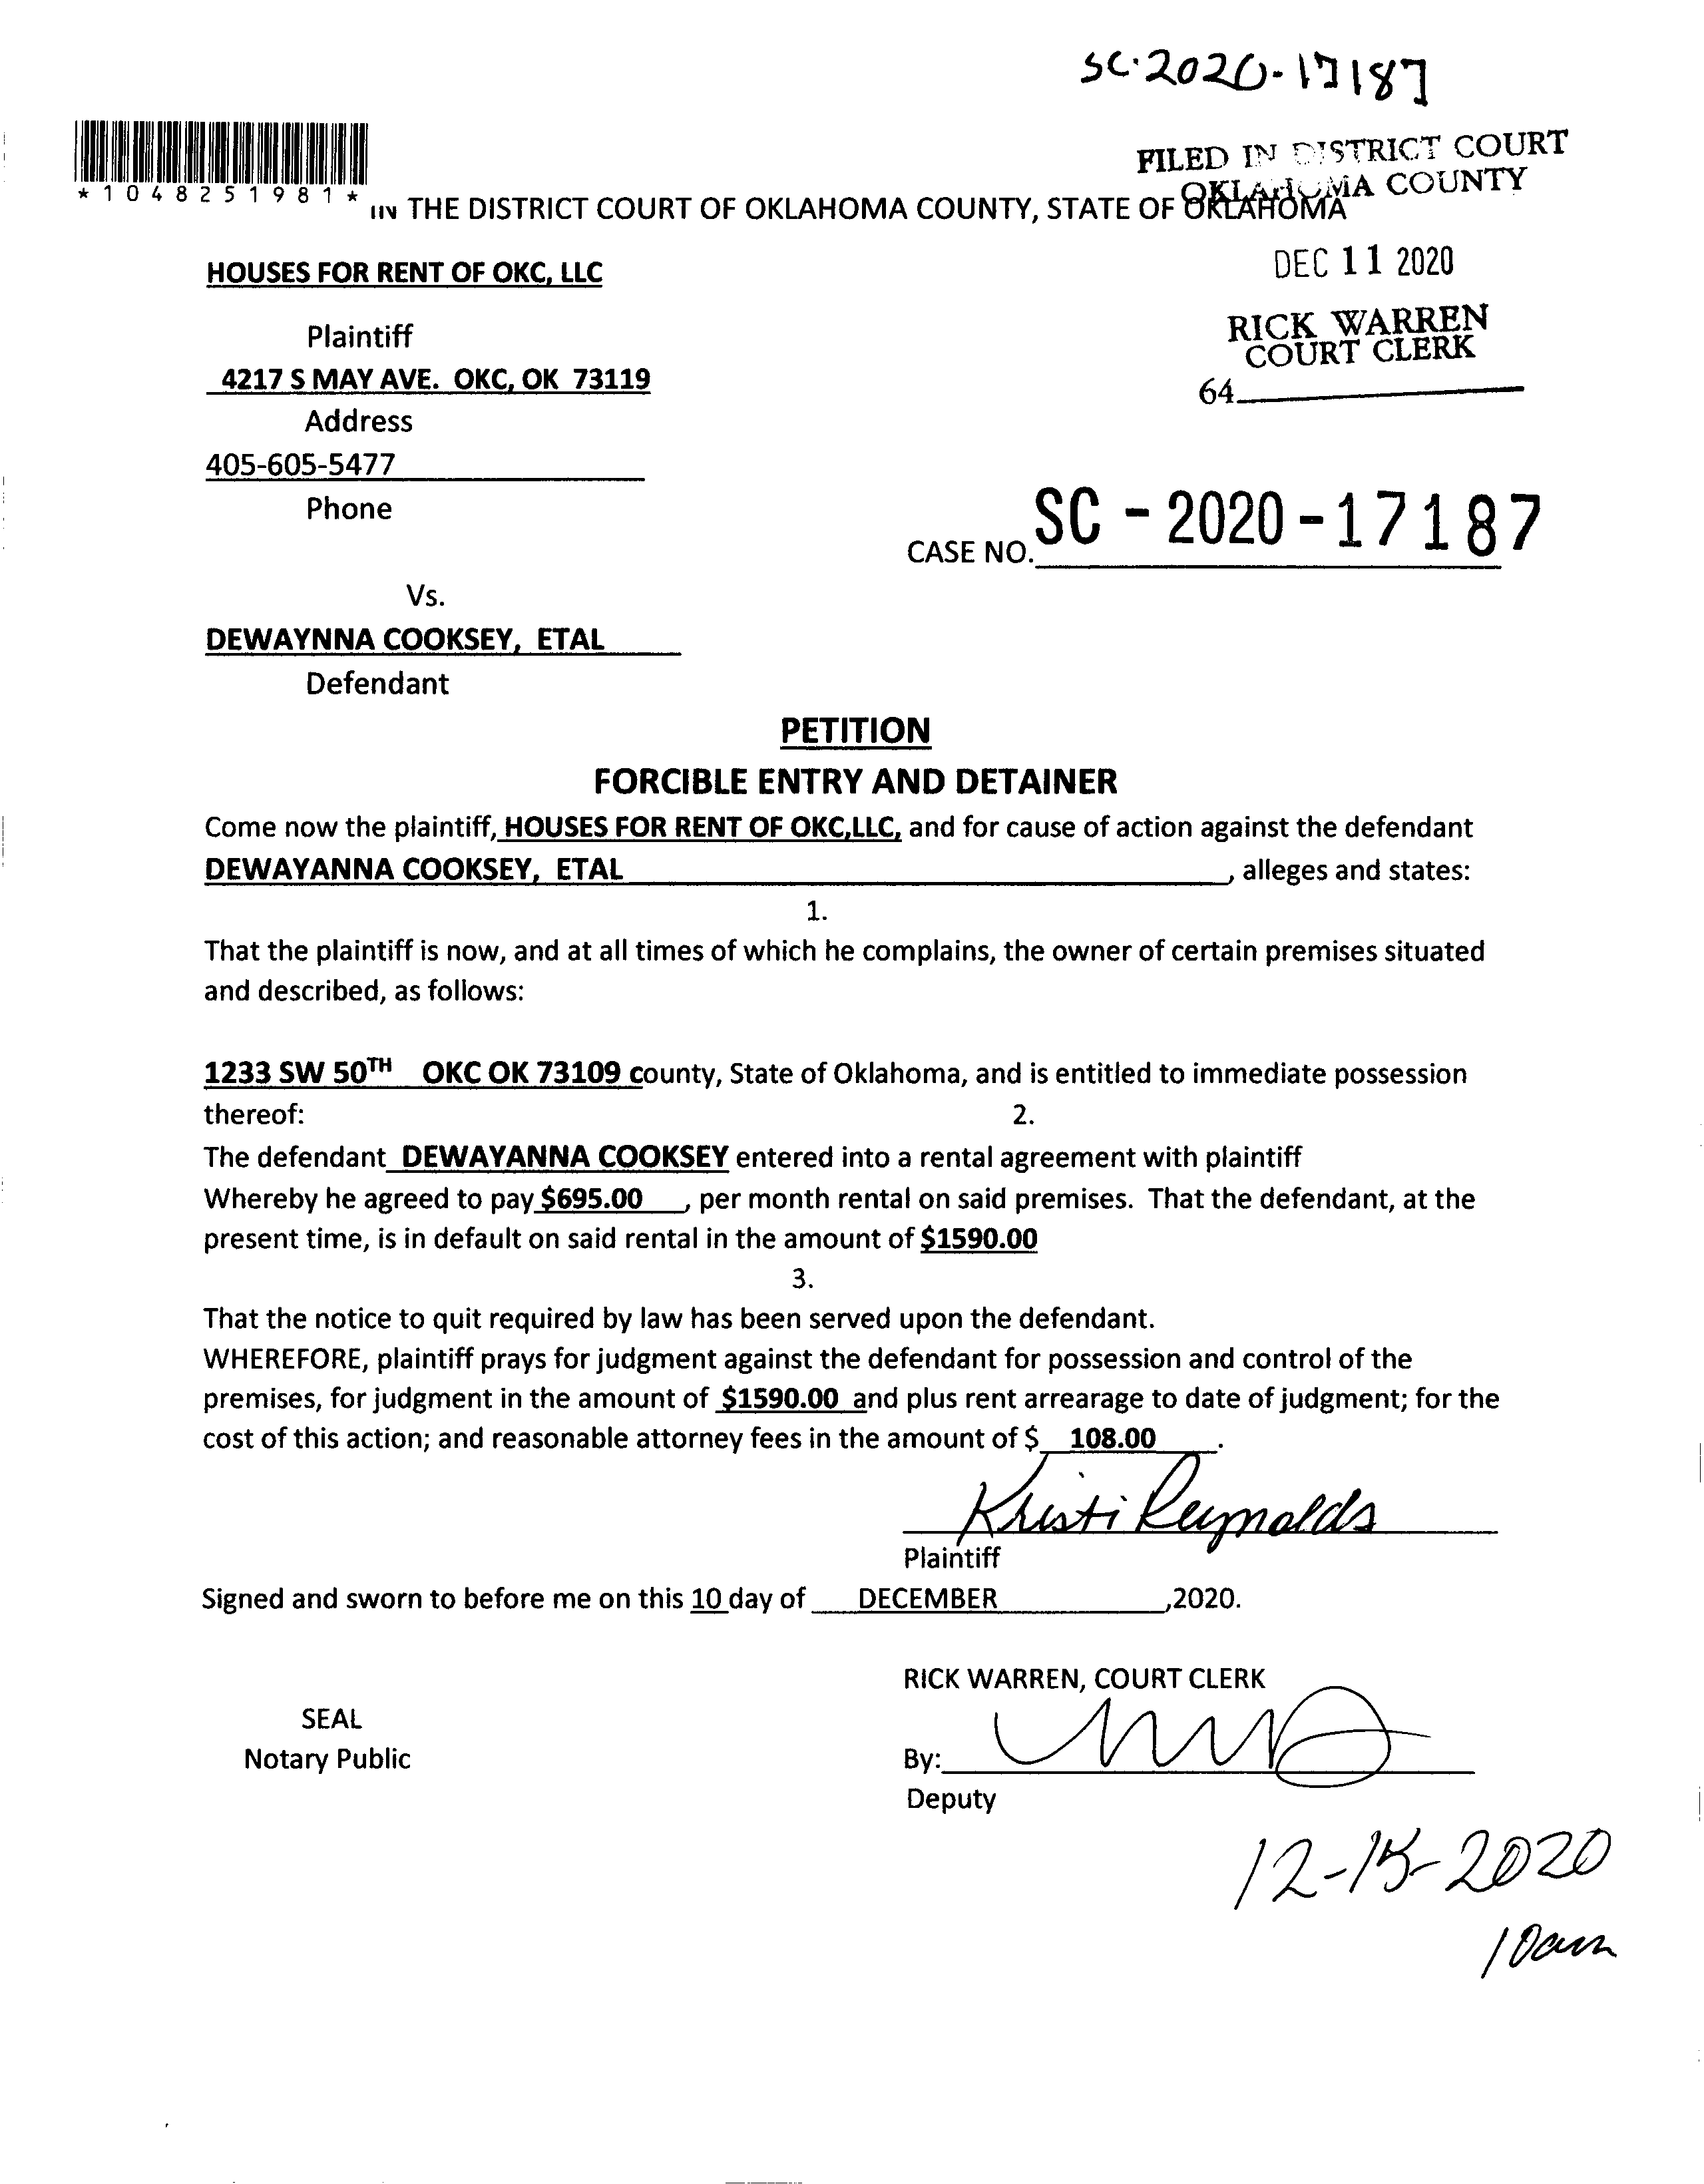 SC-2020-17187
FILED IN DISTRICT COURT
OKLAHOMA COUNTY
*1048251981*
IN THE DISTRICT COURT OF OKLAHOMA COUNTY, STATE OF OKLAHOMA
DEC 11 2020
HOUSES FOR RENT OF OKC, LLC
RICK WARREN
COURT CLERK
Plaintiff
4217 S MAY AVE. OKC, OK 73119
64
Address
405-605-5477
Phone
CASE NO. SC - 2020 - 17187
Vs.
DEWAYNNA COOKSEY, ETAL
Defendant
PETITION
FORCIBLE ENTRY AND DETAINER
Come now the plaintiff, HOUSES FOR RENT OF OKC,LLC, and for cause of action against the defendant
DEWAYANNA COOKSEY, ETAL, alleges and states:
1.
That the plaintiff is now, and at all times of which he complains, the owner of certain premises situated
and described, as follows:
1233 SW 50TH OKC OK 73109 county, State of Oklahoma, and is entitled to immediate possession
thereof: 2.
The defendant DEWAYANNA COOKSEY entered into a rental agreement with plaintiff
Whereby he agreed to pay $695.00 , per month rental on said premises. That the defendant, at the
present time, is in default on said rental in the amount of $1590.00
3.
That the notice to quit required by law has been served upon the defendant.
WHEREFORE, plaintiff prays for judgment against the defendant for possession and control of the
premises, for judgment in the amount of $1590.00 and plus rent arrearage to date of judgment; for the
cost of this action; and reasonable attorney fees in the amount of $ 108.00 .
Kristi Reynolds
Plaintiff
Signed and sworn to before me on this 10 day of DECEMBER ,2020.
RICK WARREN, COURT CLERK
SEAL
Notary Public
By:
Deputy
2020
10am